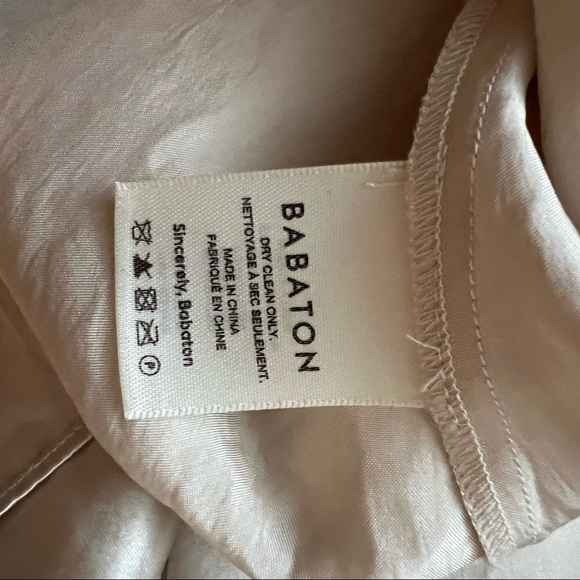 BABATON
DRY CLEAN ONLY.
NETTOYAGE À SEC SEULEMENT.
MADE IN CHINA
FABRIQUÉ EN CHINE
Sincerely, Babaton
P